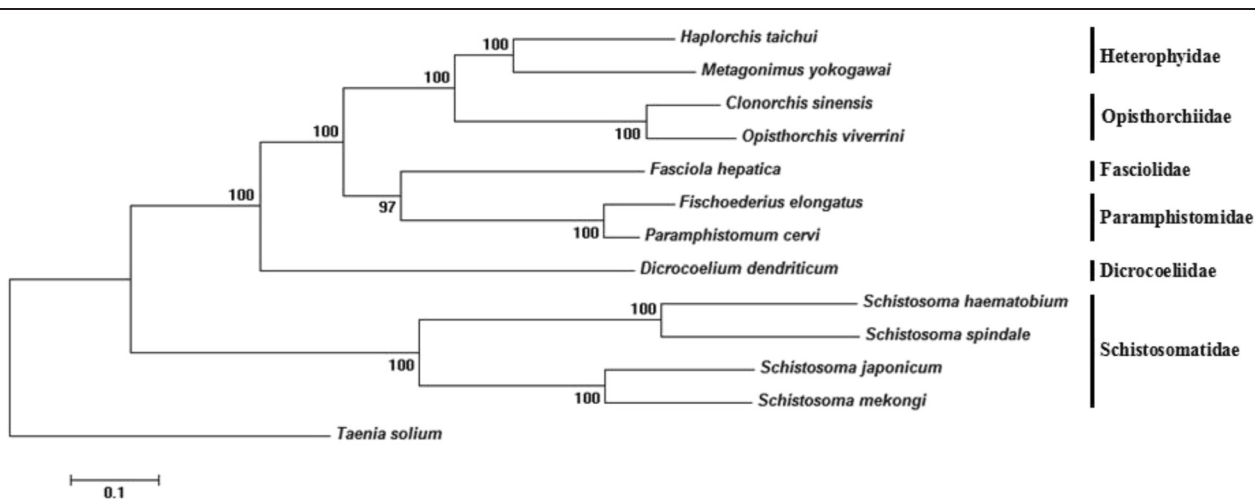 100
Haplorchis taichui
Heterophyidae
100
Metagonimus yokogawai
Clonorchis sinensis
Opisthorchiidae
100
100
Opisthorchis viverrini
Fasciola hepatica
Fasciolidae
100
97
Fischoederius elongatus
Paramphistomidae
100
Paramphistomum cervi
Dicrocoelium dendriticum
Dicrocoeliidae
100
Schistosoma haematobium
Schistosoma spindale
Schistosomatidae
100
Schistosoma japonicum
100
Schistosoma mekongi
Taenia solium
0.1